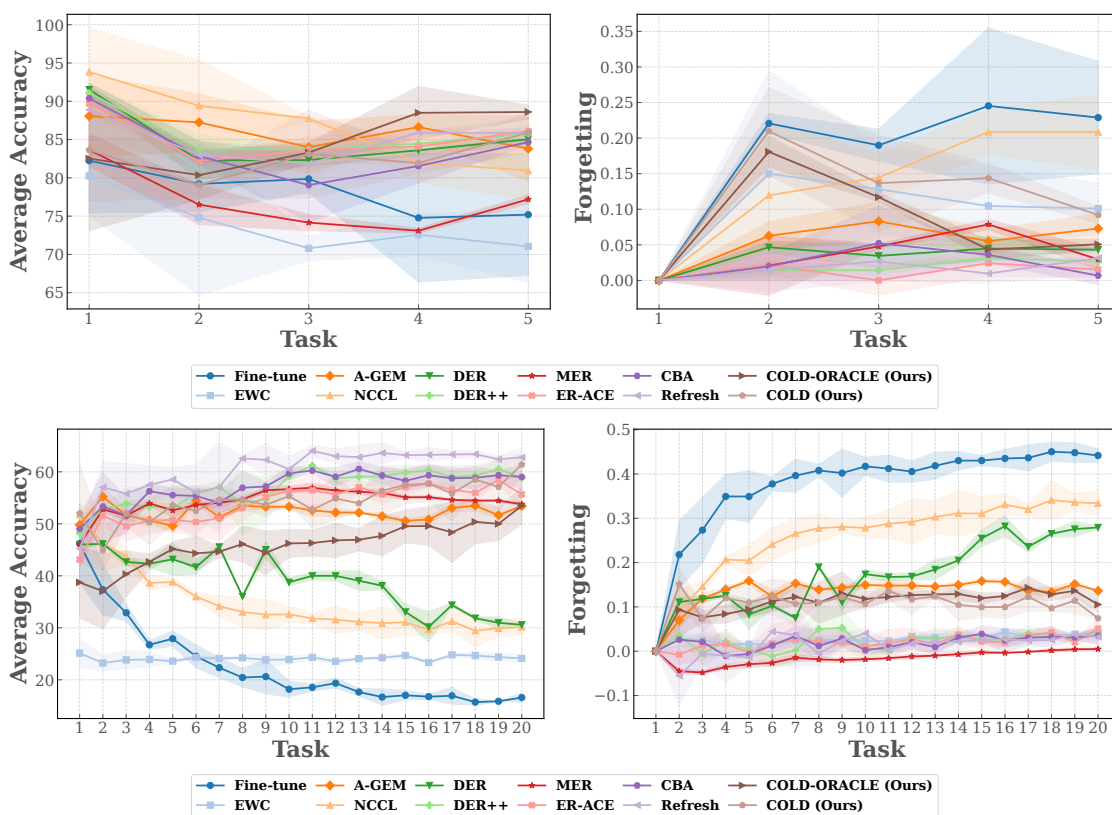 Average Accuracy
100
95
90
85
80
75
70
65
1 2 3 4 5
Task
Forgetting
0.35
0.30
0.25
0.20
0.15
0.10
0.05
0.00
1 2 3 4 5
Task
Fine-tune A-GEM DER MER CBA COLD-ORACLE (Ours)
EWC NCCL DER++ ER-ACE Refresh COLD (Ours)
Average Accuracy
60
50
40
30
20
1 2 3 4 5 6 7 8 9 10 11 12 13 14 15 16 17 18 19 20
Task
Forgetting
0.5
0.4
0.3
0.2
0.1
0.0
−0.1
1 2 3 4 5 6 7 8 9 10 11 12 13 14 15 16 17 18 19 20
Task
Fine-tune A-GEM DER MER CBA COLD-ORACLE (Ours)
EWC NCCL DER++ ER-ACE Refresh COLD (Ours)